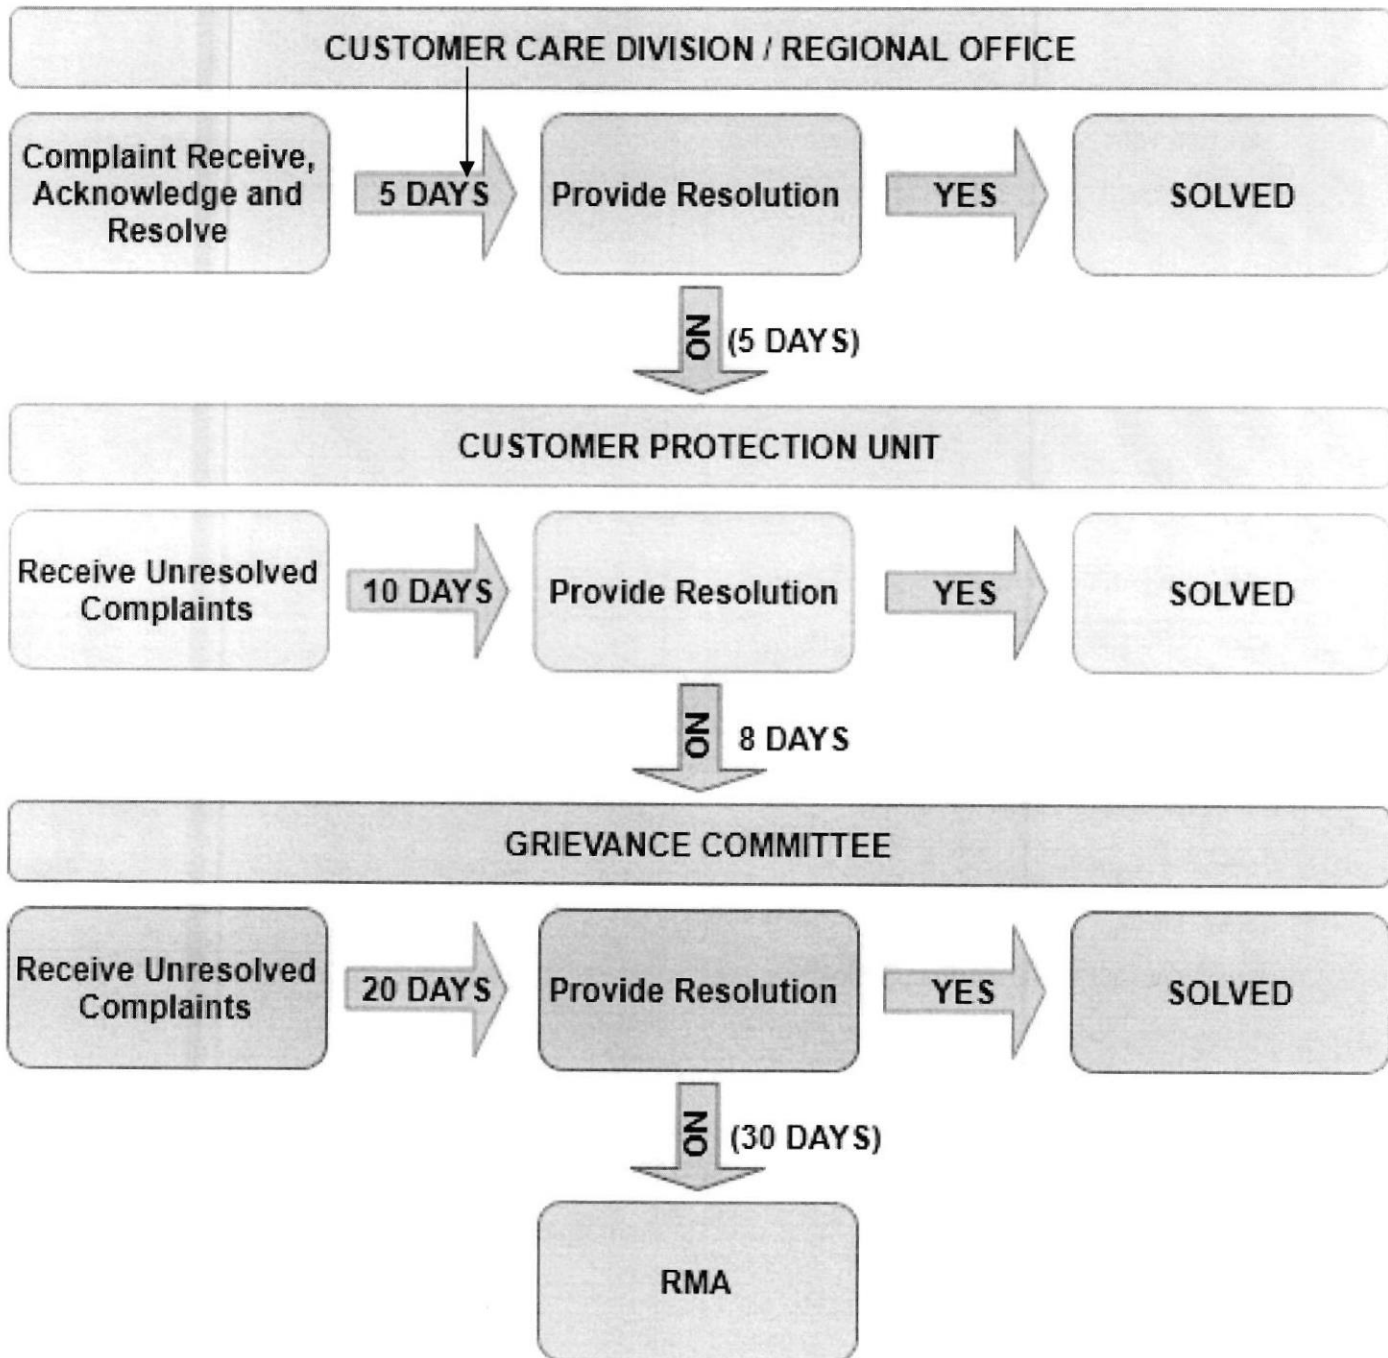 CUSTOMER CARE DIVISION / REGIONAL OFFICE
Complaint Receive,
Acknowledge and
Resolve
5 DAYS
Provide Resolution
YES
SOLVED
NO
(5 DAYS)
CUSTOMER PROTECTION UNIT
Receive Unresolved
Complaints
10 DAYS
Provide Resolution
YES
SOLVED
NO
8 DAYS
GRIEVANCE COMMITTEE
Receive Unresolved
Complaints
20 DAYS
Provide Resolution
YES
SOLVED
NO
(30 DAYS)
RMA